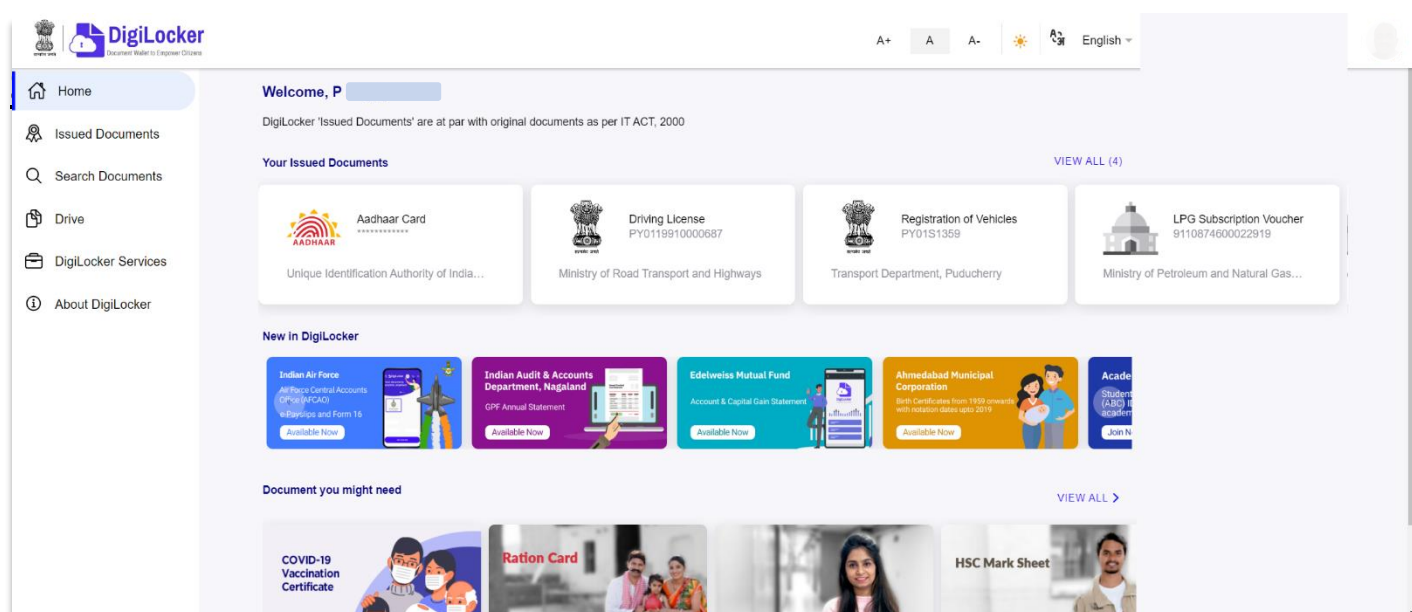 DigiLocker
Document Wallet to Empower Citizens
A+ A A- English
Home
Issued Documents
Search Documents
Drive
DigiLocker Services
About DigiLocker
Welcome, P
DigiLocker 'Issued Documents' are at par with original documents as per IT ACT, 2000
Your Issued Documents
VIEW ALL (4)
AADHAAR
Aadhaar Card
************
Unique Identification Authority of India...
Driving License
PY0119910000687
Ministry of Road Transport and Highways
Registration of Vehicles
PY01S1359
Transport Department, Puducherry
LPG Subscription Voucher
9110874600022919
Ministry of Petroleum and Natural Gas...
New in DigiLocker
Indian Air Force
Air Force Central Accounts
Office (AFCAO)
e-Payslips and Form 16
Available Now
Indian Audit & Accounts
Department, Nagaland
GPF Annual Statement
Available Now
Edelweiss Mutual Fund
Account & Capital Gain Statement
Available Now
Ahmedabad Municipal
Corporation
Birth Certificates from 1959 onwards
with notation dates upto 2019
Available Now
Acade
Student
(ABC) I
academ
Join N
Document you might need
VIEW ALL
COVID-19
Vaccination
Certificate
Ration Card
HSC Mark Sheet